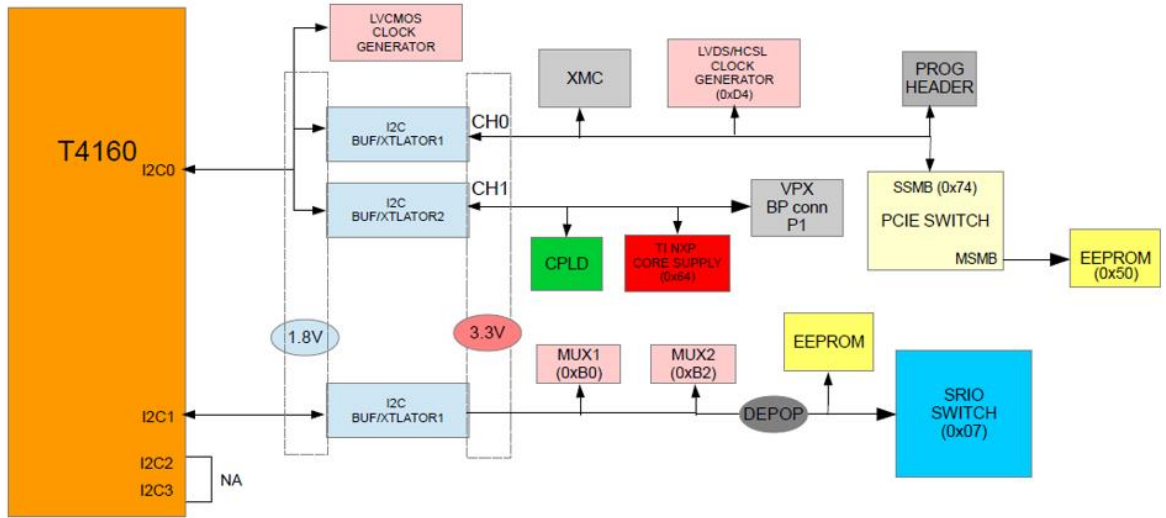 LVCMOS
CLOCK
GENERATOR
XMC
LVDS/HCSL
CLOCK
GENERATOR
(0xD4)
PROG
HEADER
T4160
I2C0
I2C
BUF/XTLATOR1
CH0
I2C
BUF/XTLATOR2
CH1
VPX
BP conn
P1
SSMB (0x74)
PCIE SWITCH
MSMB
CPLD
TI NXP
CORE SUPPLY
(0x64)
EEPROM
(0x50)
1.8V
3.3V
MUX1
(0xB0)
MUX2
(0xB2)
EEPROM
I2C1
I2C
BUF/XTLATOR1
DEPOP
SRIO
SWITCH
(0x07)
I2C2
NA
I2C3